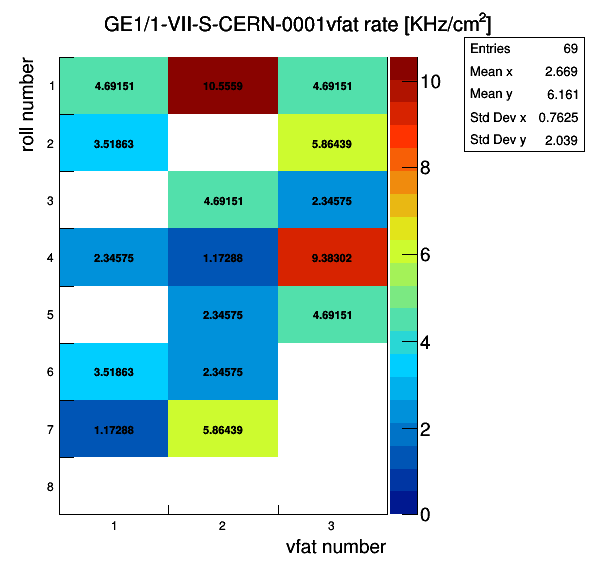 GE1/1-VII-S-CERN-0001vfat rate [KHz/cm²]
Entries 69
Mean x 2.669
Mean y 6.161
Std Dev x 0.7625
Std Dev y 2.039
roll number
1 4.69151 10.5559 4.69151
2 3.51863 5.86439
3 4.69151 2.34575
4 2.34575 1.17288 9.38302
5 2.34575 4.69151
6 3.51863 2.34575
7 1.17288 5.86439
8
10
8
6
4
2
0
1 2 3
vfat number